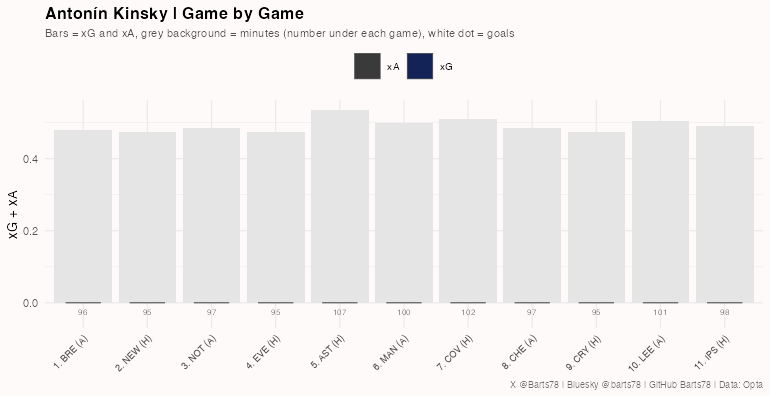 Antonín Kinsky | Game by Game
Bars = xG and xA, grey background = minutes (number under each game), white dot = goals
xA xG
xG + xA
0.4
0.2
0.0
96 95 97 95 107 100 102 97 95 101 98
1. BRE (A)
2. NEW (H)
3. NOT (A)
4. EVE (H)
5. AST (H)
6. MAN (A)
7. COV (H)
8. CHE (A)
9. CRY (H)
10. LEE (A)
11. IPS (H)
X @Barts78 | Bluesky @barts78 | GitHub Barts78 | Data: Opta